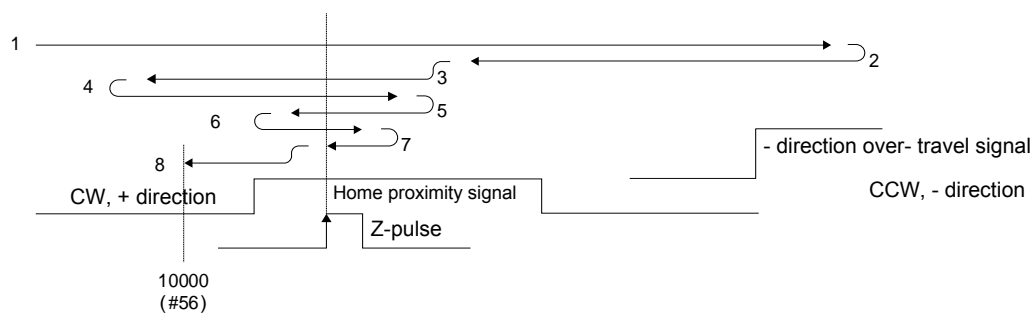 1
2
3
4
5
6
7
8
- direction over- travel signal
CW, + direction
Home proximity signal
CCW, - direction
Z-pulse
10000
(#56)